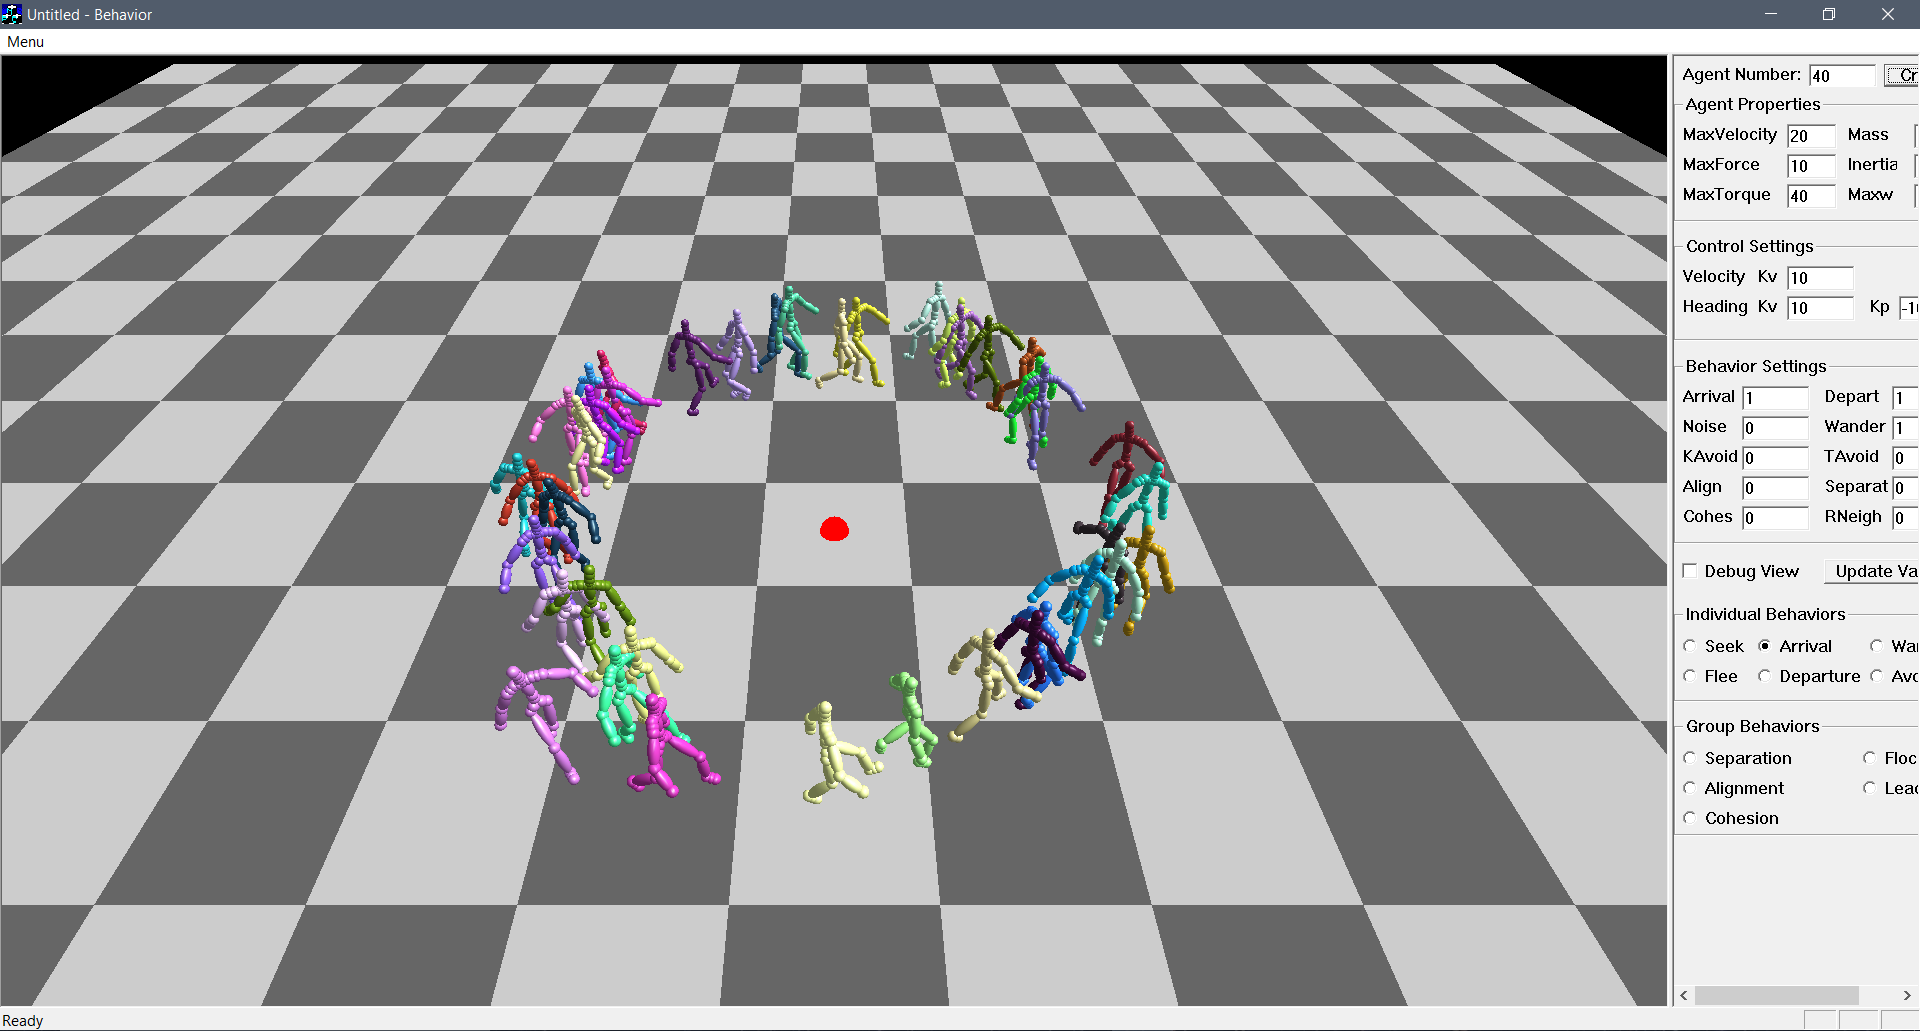 Untitled - Behavior
Menu
Agent Number: 40
Agent Properties
MaxVelocity 20 Mass
MaxForce 10 Inertia
MaxTorque 40 Maxw
Control Settings
Velocity Kv 10
Heading Kv 10 Kp
Behavior Settings
Arrival 1 Depart 1
Noise 0 Wander 1
KAvoid 0 TAvoid 0
Align 0 Separat 0
Cohes 0 RNeigh 0
Debug View Update Va
Individual Behaviors
Seek Arrival Wa
Flee Departure Avo
Group Behaviors
Separation Floc
Alignment Lea
Cohesion
Ready